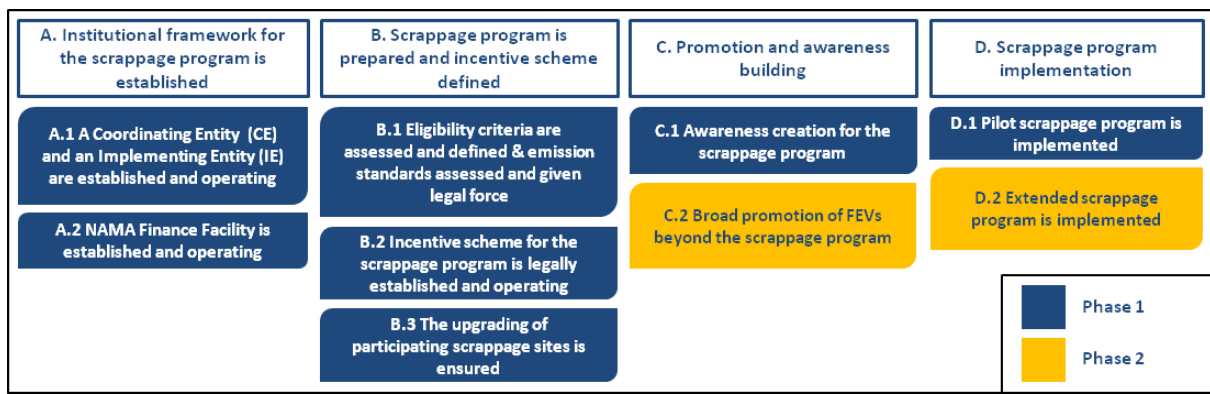 A. Institutional framework for
the scrappage program is
established
A.1 A Coordinating Entity (CE)
and an Implementing Entity (IE)
are established and operating
A.2 NAMA Finance Facility is
established and operating
B. Scrappage program is
prepared and incentive scheme
defined
B.1 Eligibility criteria are
assessed and defined & emission
standards assessed and given
legal force
B.2 Incentive scheme for the
scrappage program is legally
established and operating
B.3 The upgrading of
participating scrappage sites is
ensured
C. Promotion and awareness
building
C.1 Awareness creation for the
scrappage program
C.2 Broad promotion of FEVs
beyond the scrappage program
D. Scrappage program
implementation
D.1 Pilot scrappage program is
implemented
D.2 Extended scrappage
program is implemented
Phase 1
Phase 2